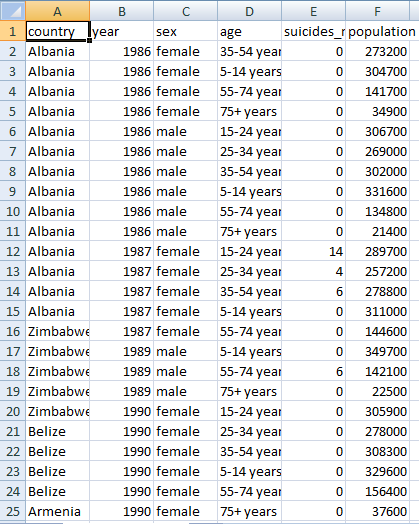 A B C D E F
1 country year sex age suicides_r population
2 Albania 1986 female 35-54 year 0 273200
3 Albania 1986 female 5-14 years 0 304700
4 Albania 1986 female 55-74 year 0 141700
5 Albania 1986 female 75+ years 0 34900
6 Albania 1986 male 15-24 year 0 306700
7 Albania 1986 male 25-34 year 0 269000
8 Albania 1986 male 35-54 year 0 302000
9 Albania 1986 male 5-14 years 0 331600
10 Albania 1986 male 55-74 year 0 134800
11 Albania 1986 male 75+ years 0 21400
12 Albania 1987 female 15-24 year 14 289700
13 Albania 1987 female 25-34 year 4 257200
14 Albania 1987 female 35-54 year 6 278800
15 Albania 1987 female 5-14 years 0 311000
16 Zimbabwe 1987 female 55-74 year 0 144600
17 Zimbabwe 1989 male 5-14 years 0 349700
18 Zimbabwe 1989 male 55-74 year 6 142100
19 Zimbabwe 1989 male 75+ years 0 22500
20 Zimbabwe 1990 female 15-24 year 0 305900
21 Belize 1990 female 25-34 year 0 278000
22 Belize 1990 female 35-54 year 0 308300
23 Belize 1990 female 5-14 years 0 329600
24 Belize 1990 female 55-74 year 0 156400
25 Armenia 1990 female 75+ years 0 37600